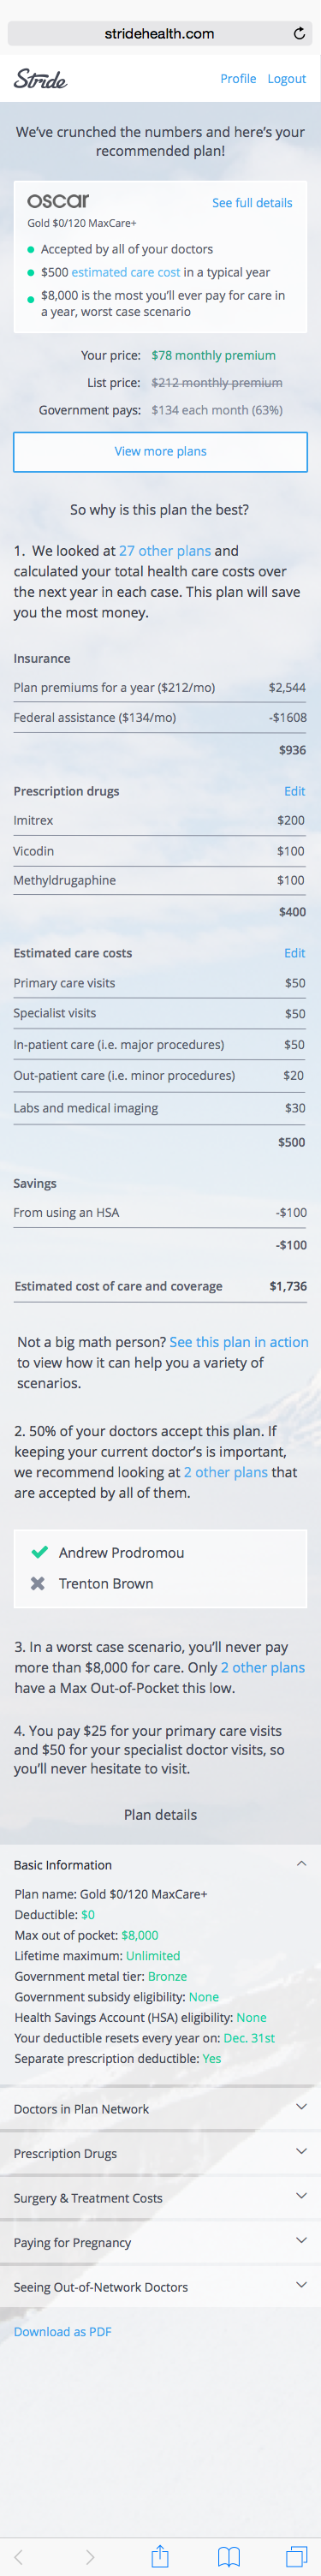 stridehealth.com
Stride
Profile Logout
We've crunched the numbers and here's your
recommended plan!
oscar
See full details
Gold $0/120 MaxCare+
Accepted by all of your doctors
$500 estimated care cost in a typical year
$8,000 is the most you'll ever pay for care in
a year, worst case scenario
Your price: $78 monthly premium
List price: $212 monthly premium
Government pays: $134 each month (63%)
View more plans
So why is this plan the best?
1. We looked at 27 other plans and
calculated your total health care costs over
the next year in each case. This plan will save
you the most money.
Insurance
Plan premiums for a year ($212/mo) $2,544
Federal assistance ($134/mo) -$1608
$936
Prescription drugs Edit
Imitrex $200
Vicodin $100
Methyldrugaphine $100
$400
Estimated care costs Edit
Primary care visits $50
Specialist visits $50
In-patient care (i.e. major procedures) $50
Out-patient care (i.e. minor procedures) $20
Labs and medical imaging $30
$500
Savings
From using an HSA -$100
-$100
Estimated cost of care and coverage $1,736
Not a big math person? See this plan in action
to view how it can help you a variety of
scenarios.
2. 50% of your doctors accept this plan. If
keeping your current doctor's is important,
we recommend looking at 2 other plans that
are accepted by all of them.
Andrew Prodromou
Trenton Brown
3. In a worst case scenario, you'll never pay
more than $8,000 for care. Only 2 other plans
have a Max Out-of-Pocket this low.
4. You pay $25 for your primary care visits
and $50 for your specialist doctor visits, so
you'll never hesitate to visit.
Plan details
Basic Information
Plan name: Gold $0/120 MaxCare+
Deductible: $0
Max out of pocket: $8,000
Lifetime maximum: Unlimited
Government metal tier: Bronze
Government subsidy eligibility: None
Health Savings Account (HSA) eligibility: None
Your deductible resets every year on: Dec. 31st
Separate prescription deductible: Yes
Doctors in Plan Network
Prescription Drugs
Surgery & Treatment Costs
Paying for Pregnancy
Seeing Out-of-Network Doctors
Download as PDF